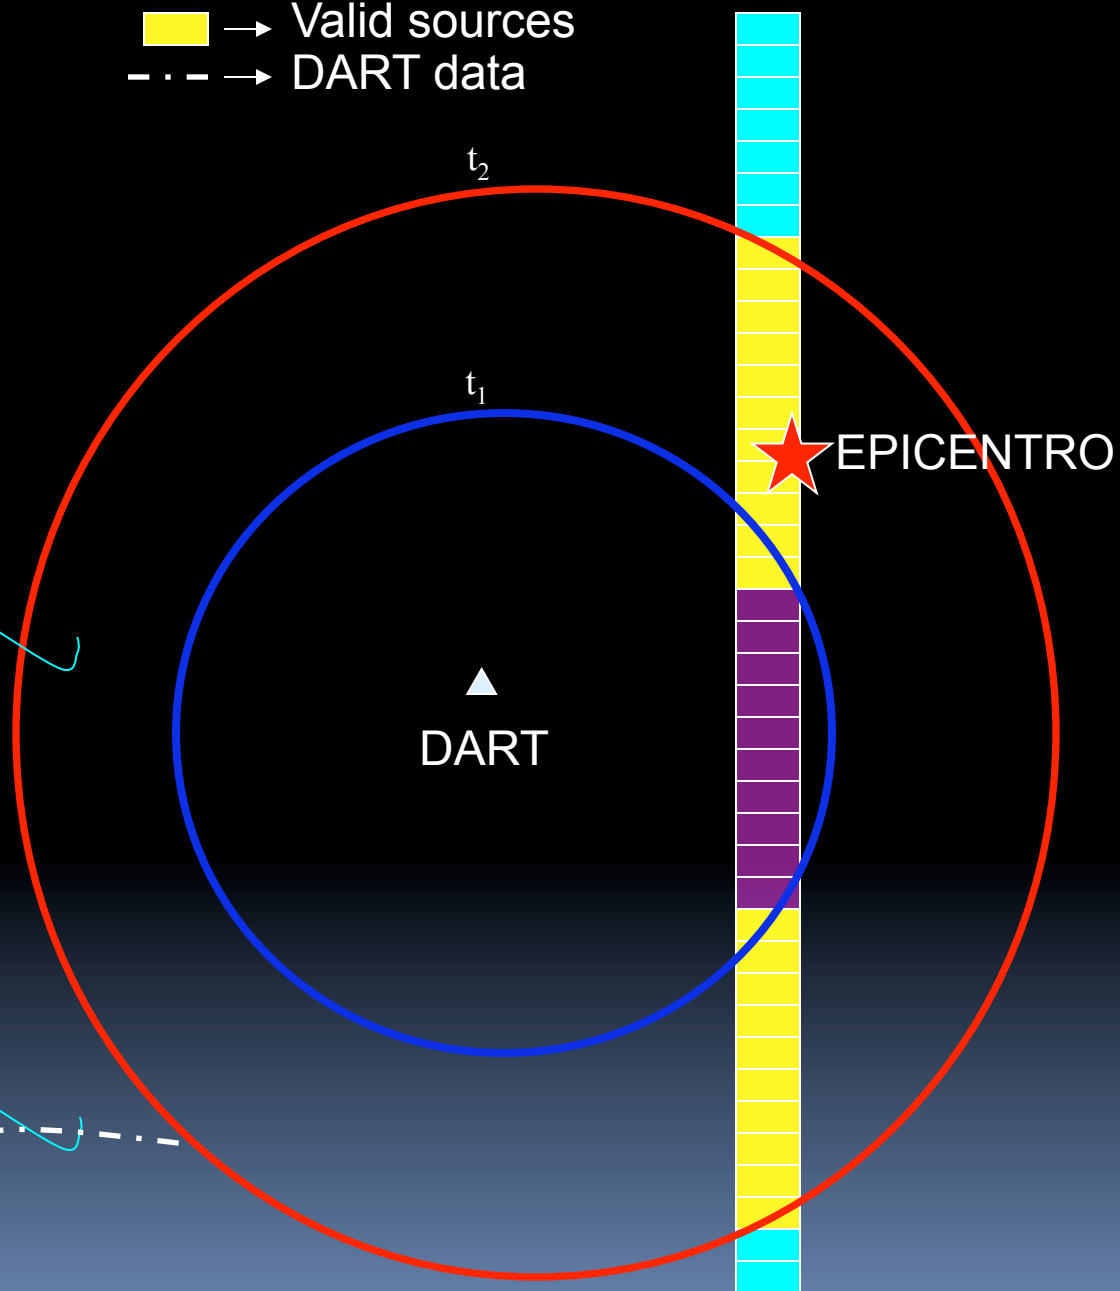 Valid sources
DART data
t₂
t₁
EPICENTRO
DART